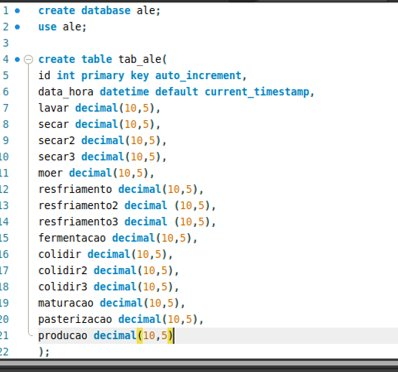 1 create database ale;
2 use ale;
3
4 create table tab_ale(
5 id int primary key auto_increment,
6 data_hora datetime default current_timestamp,
7 lavar decimal(10,5),
8 secar decimal(10,5),
9 secar2 decimal(10,5),
10 secar3 decimal(10,5),
11 moer decimal(10,5),
12 resfriamento decimal(10,5),
13 resfriamento2 decimal (10,5),
14 resfriamento3 decimal (10,5),
15 fermentacao decimal(10,5),
16 colidir decimal(10,5),
17 colidir2 decimal(10,5),
18 colidir3 decimal(10,5),
19 maturacao decimal(10,5),
20 pasterizacao decimal(10,5),
21 producao decimal(10,5)
22 );